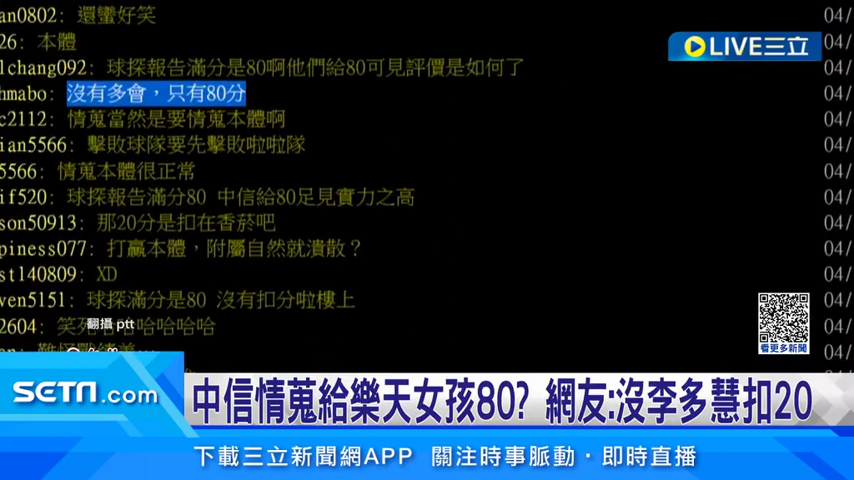 an0802: 還蠻好笑 04/
26: 本體 04/
LIVE三立
lchang092: 球探報告滿分是80啊他們給80可見評價是如何了 04/
hmabo: 沒有多會，只有80分 04/
c2112: 情蒐當然是要情蒐本體啊 04/
ian5566: 擊敗球隊要先擊敗啦啦隊 04/
5566: 情蒐本體很正常 04/
if520: 球探報告滿分80 中信給80足見實力之高 04/
son50913: 那20分是扣在香菸吧 04/
piness077: 打贏本體，附屬自然就潰散？ 04/
st140809: XD 04/
ven5151: 球探滿分是80 沒有扣分啦樓上 04/
2604: 笑死哈哈哈哈哈哈
翻攝 ptt
看更多新聞
SETN.com
中信情蒐給樂天女孩80? 網友:沒李多慧扣20
下載三立新聞網APP 關注時事脈動·即時直播